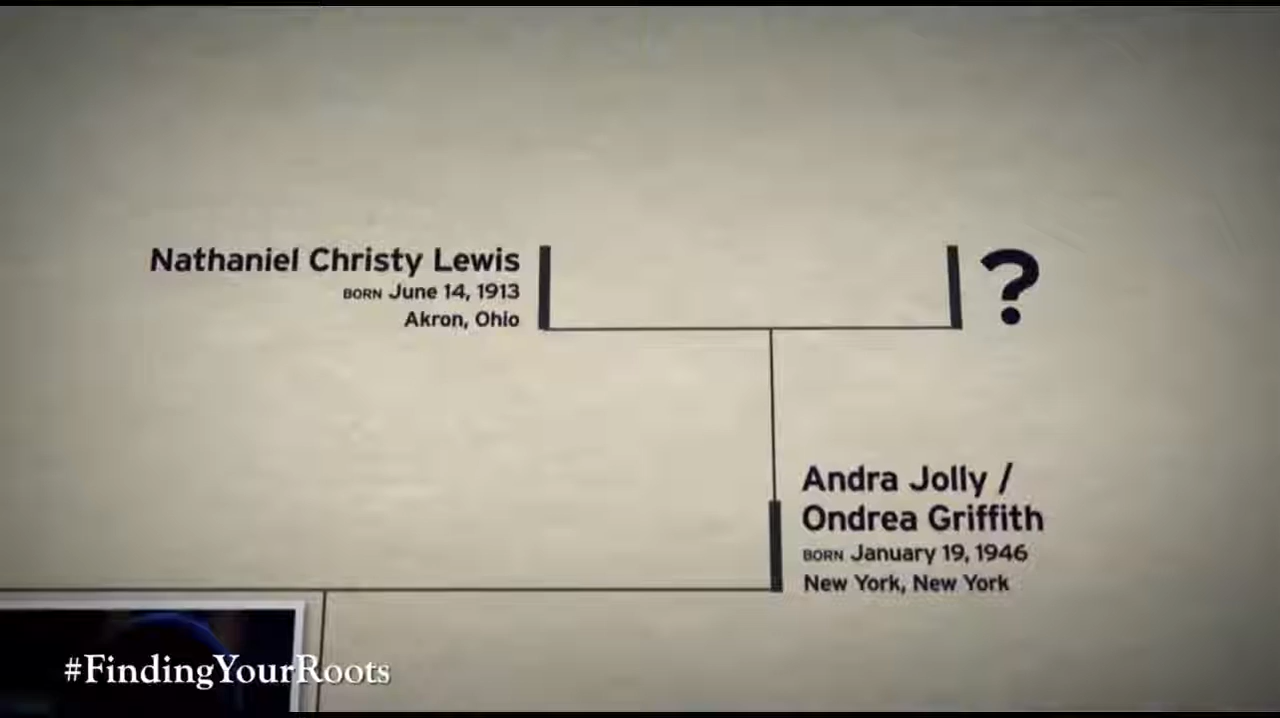 Nathaniel Christy Lewis
BORN June 14, 1913
Akron, Ohio
?
Andra Jolly /
Ondrea Griffith
BORN January 19, 1946
New York, New York
#FindingYourRoots